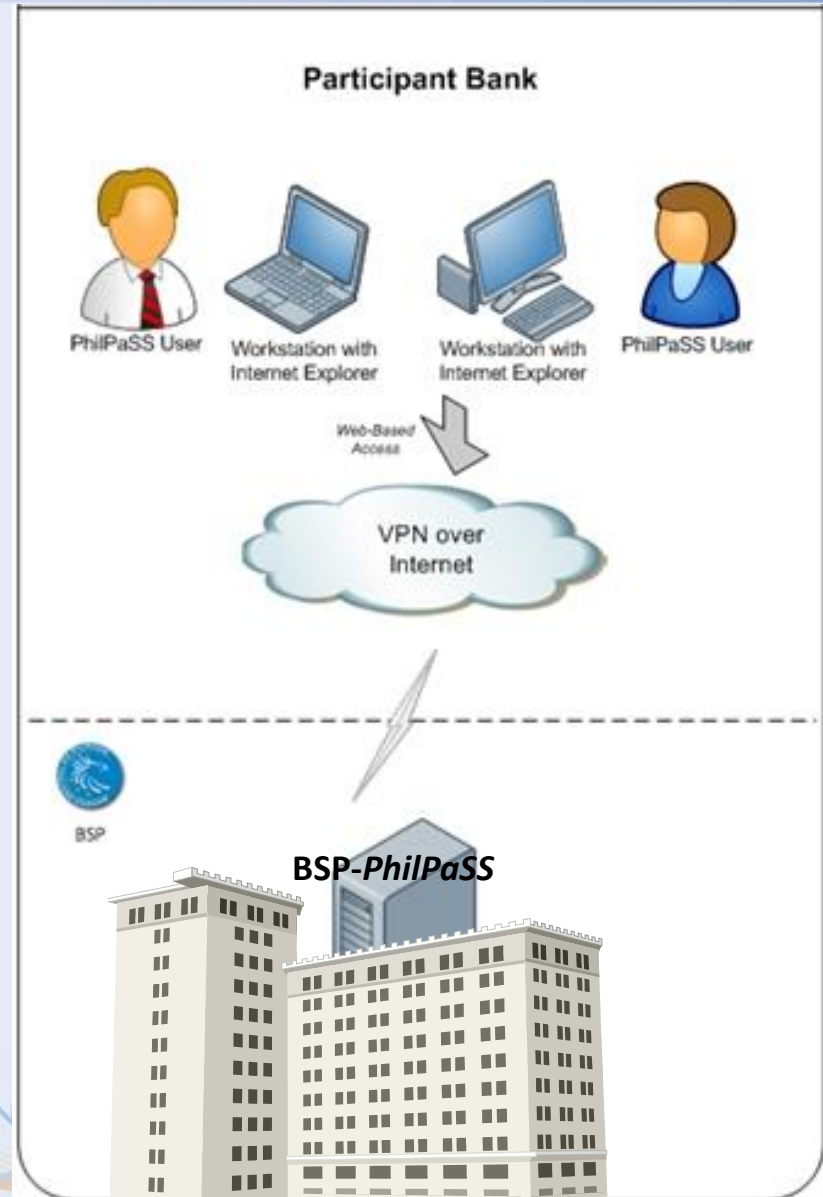 Participant Bank
PhilPaSS User
Workstation with
Internet Explorer
Workstation with
Internet Explorer
PhilPaSS User
Web-Based
Access
VPN over
Internet
BSP
BSP-PhilPaSS